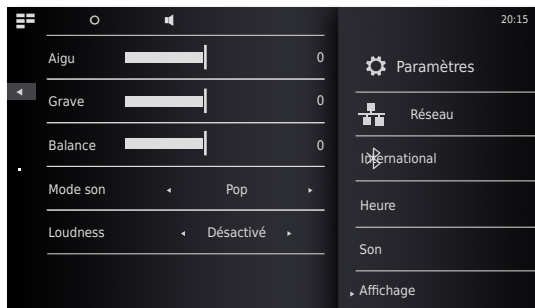 20:15
Aigu 0
Grave 0
Balance 0
Mode son Pop
Loudness Désactivé
Paramètres
Réseau
International
Heure
Son
Affichage